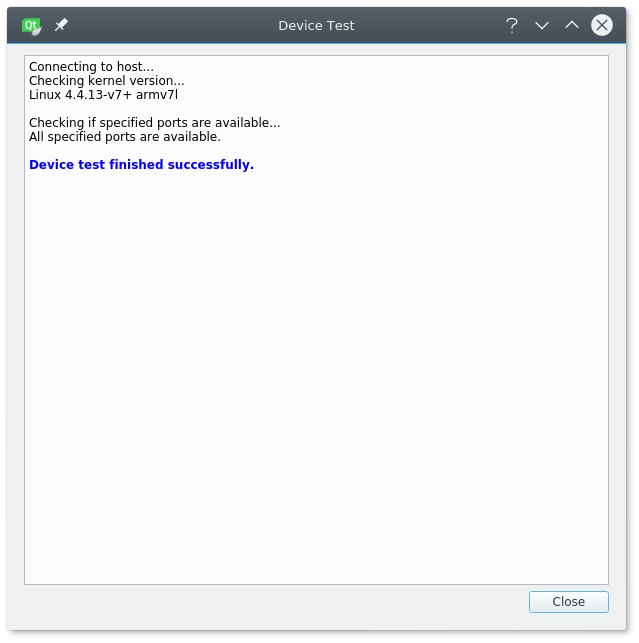 Qt
Device Test
?
Connecting to host...
Checking kernel version...
Linux 4.4.13-v7+ armv7l

Checking if specified ports are available...
All specified ports are available.

Device test finished successfully.
Close